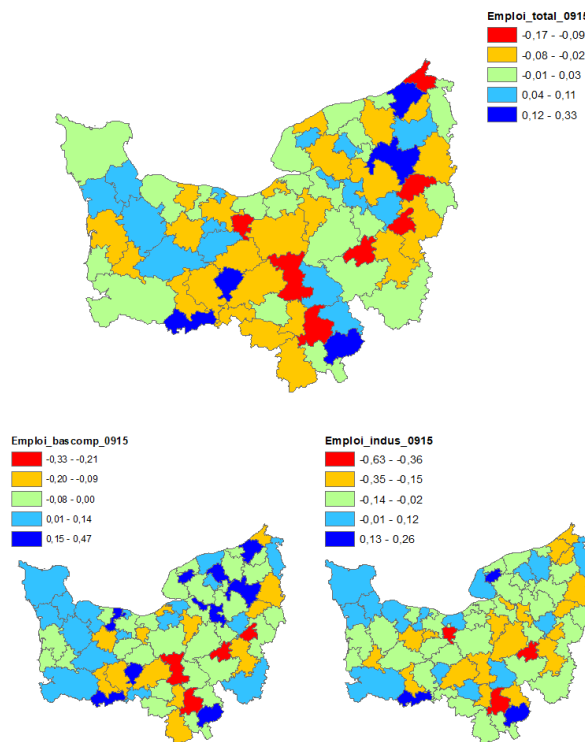 Emploi_total_0915
-0,17 - -0,09
-0,08 - -0,02
-0,01 - 0,03
0,04 - 0,11
0,12 - 0,33
Emploi_bascomp_0915
-0,33 - -0,21
-0,20 - -0,09
-0,08 - 0,00
0,01 - 0,14
0,15 - 0,47
Emploi_indus_0915
-0,63 - -0,36
-0,35 - -0,15
-0,14 - -0,02
-0,01 - 0,12
0,13 - 0,26